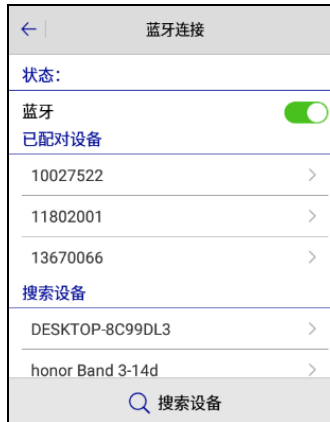 蓝牙连接
状态：
蓝牙
已配对设备
10027522
11802001
13670066
搜索设备
DESKTOP-8C99DL3
honor Band 3-14d
搜索设备